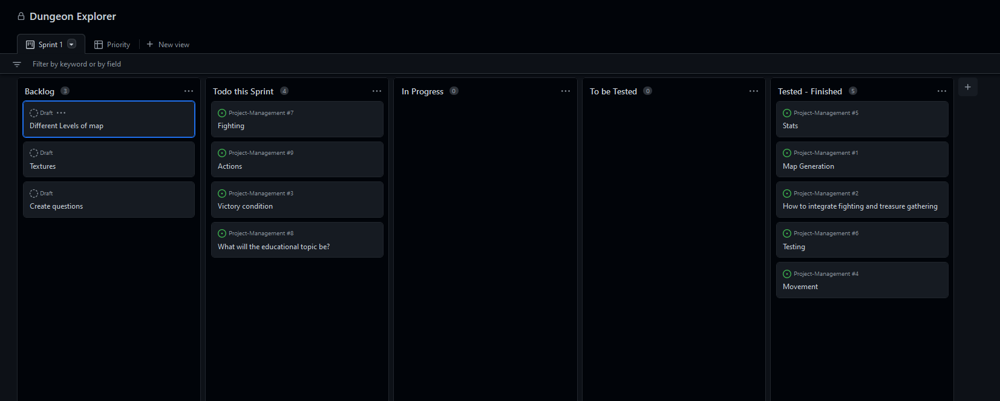 Dungeon Explorer
Sprint 1
Priority
New view
Filter by keyword or by field
Backlog 3
Draft
Different Levels of map
Draft
Textures
Draft
Create questions
Todo this Sprint 4
Project-Management #7
Fighting
Project-Management #9
Actions
Project-Management #3
Victory condition
Project-Management #8
What will the educational topic be?
In Progress 0
To be Tested 0
Tested - Finished 5
Project-Management #5
Stats
Project-Management #1
Map Generation
Project-Management #2
How to integrate fighting and treasure gathering
Project-Management #6
Testing
Project-Management #4
Movement